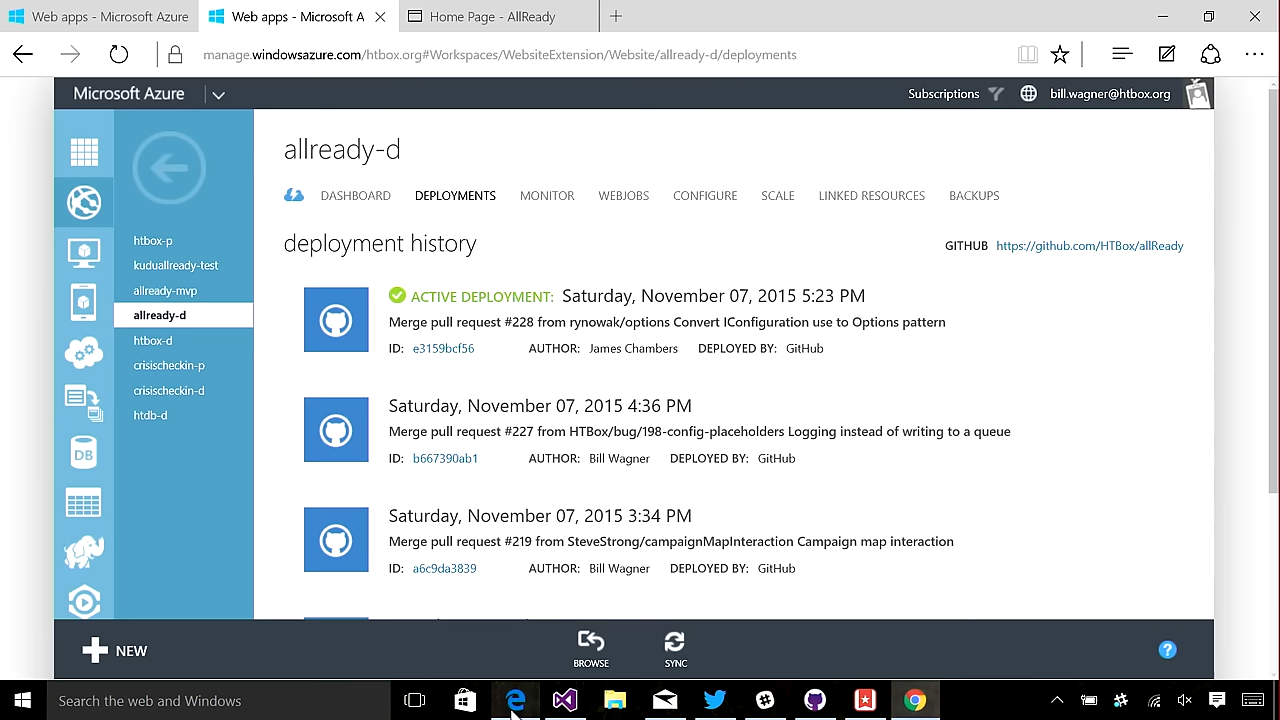 Web apps - Microsoft Azure
Web apps - Microsoft A
Home Page - AllReady
manage.windowsazure.com/htbox.org#Workspaces/WebsiteExtension/Website/allready-d/deployments
Microsoft Azure
Subscriptions
bill.wagner@htbox.org
allready-d
DASHBOARD DEPLOYMENTS MONITOR WEBJOBS CONFIGURE SCALE LINKED RESOURCES BACKUPS
htbox-p
kuduallready-test
allready-mvp
allready-d
htbox-d
crisischeckin-p
crisischeckin-d
htdb-d
DB
deployment history
GITHUB https://github.com/HTBox/allReady
ACTIVE DEPLOYMENT: Saturday, November 07, 2015 5:23 PM
Merge pull request #228 from rynowak/options Convert IConfiguration use to Options pattern
ID: e3159bcf56 AUTHOR: James Chambers DEPLOYED BY: GitHub
Saturday, November 07, 2015 4:36 PM
Merge pull request #227 from HTBox/bug/198-config-placeholders Logging instead of writing to a queue
ID: b667390ab1 AUTHOR: Bill Wagner DEPLOYED BY: GitHub
Saturday, November 07, 2015 3:34 PM
Merge pull request #219 from SteveStrong/campaignMapInteraction Campaign map interaction
ID: a6c9da3839 AUTHOR: Bill Wagner DEPLOYED BY: GitHub
NEW
BROWSE
SYNC
?
Search the web and Windows